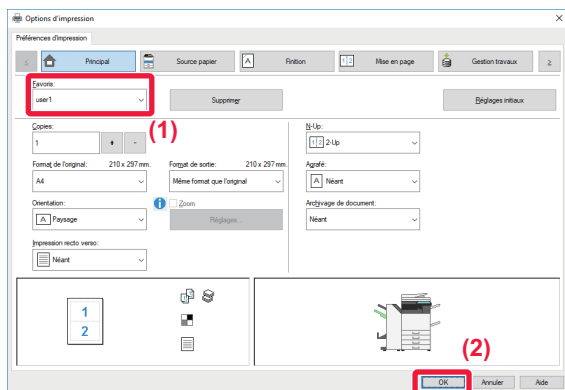 Options d'impression
Préférences d'impression
Principal
Source papier
Finition
Mise en page
Gestion travaux
Favoris:
user1
Supprimer
Réglages initiaux
(1)
Copies:
1
+ -
N-Up:
2-Up
Format de l'original: 210 x 297 mm.
A4
Format de sortie: 210 x 297 mm.
Même format que l'original
Agrafé:
A Néant
Orientation:
A Paysage
Zoom
Réglages...
Archivage de document:
Néant
Impression recto verso:
Néant
1
2
(2)
OK
Annuler
Aide